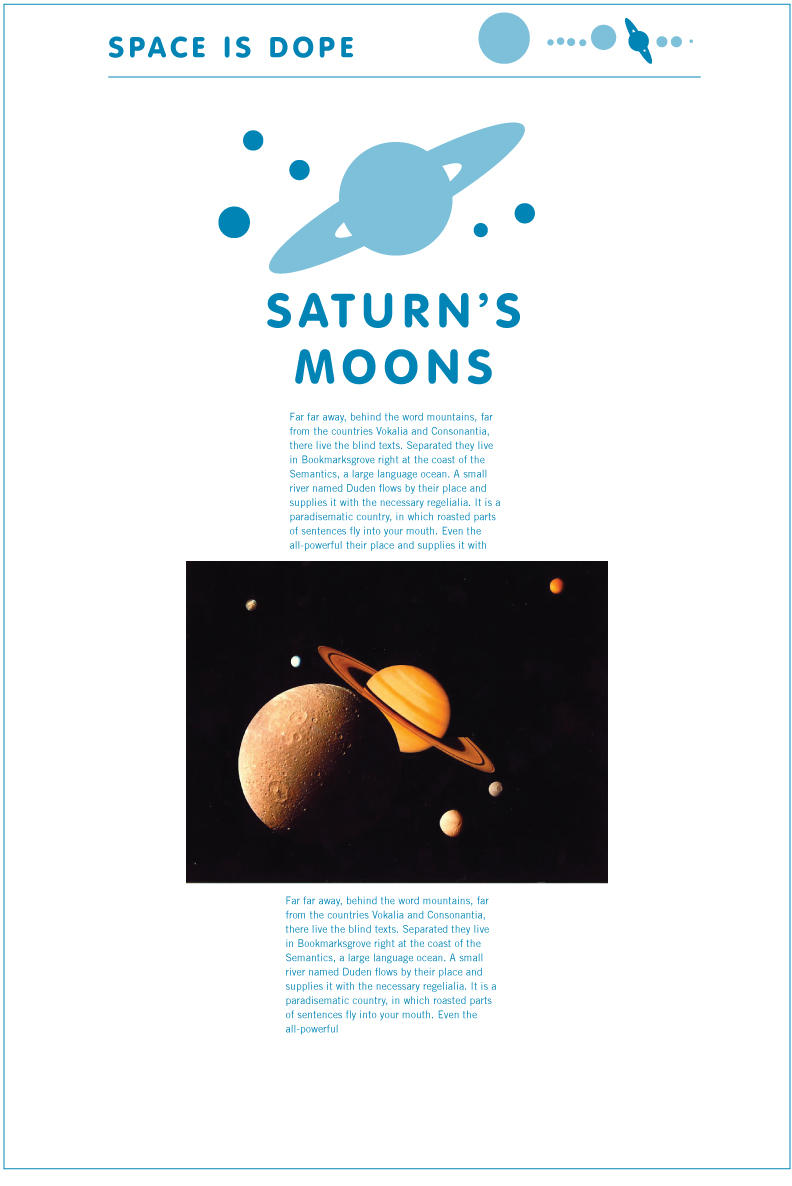 SPACE IS DOPE
SATURN'S
MOONS
Far far away, behind the word mountains, far
from the countries Vokalia and Consonantia,
there live the blind texts. Separated they live
in Bookmarksgrove right at the coast of the
Semantics, a large language ocean. A small
river named Duden flows by their place and
supplies it with the necessary regelialia. It is a
paradisematic country, in which roasted parts
of sentences fly into your mouth. Even the
all-powerful their place and supplies it with
Far far away, behind the word mountains, far
from the countries Vokalia and Consonantia,
there live the blind texts. Separated they live
in Bookmarksgrove right at the coast of the
Semantics, a large language ocean. A small
river named Duden flows by their place and
supplies it with the necessary regelialia. It is a
paradisematic country, in which roasted parts
of sentences fly into your mouth. Even the
all-powerful